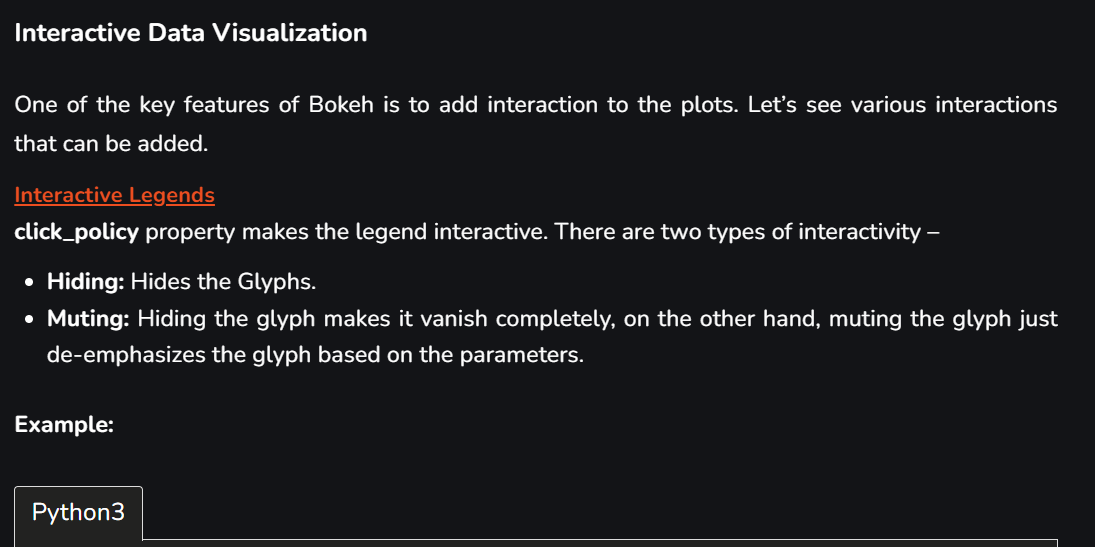 Interactive Data Visualization
One of the key features of Bokeh is to add interaction to the plots. Let’s see various interactions
that can be added.
Interactive Legends
click_policy property makes the legend interactive. There are two types of interactivity –
• Hiding: Hides the Glyphs.
• Muting: Hiding the glyph makes it vanish completely, on the other hand, muting the glyph just
de-emphasizes the glyph based on the parameters.
Example:
Python3